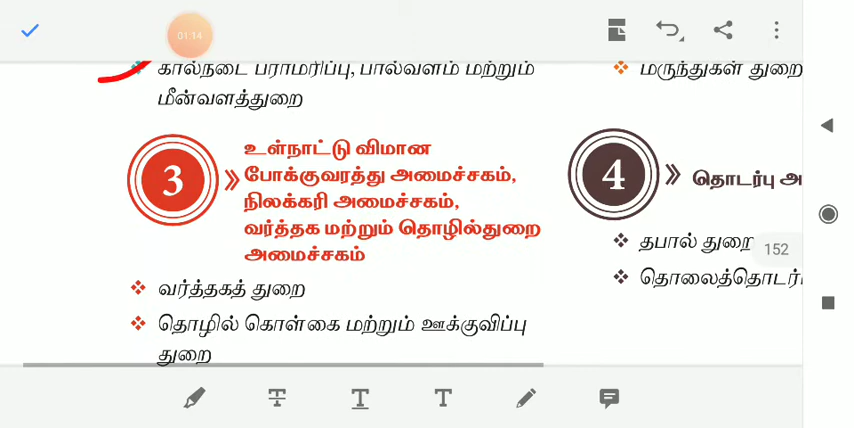 01:14
கால்நடை பராமரிப்பு, பால்வளம் மற்றும்
மீன்வளத்துறை
3
உள்நாட்டு விமான
போக்குவரத்து அமைச்சகம்,
நிலக்கரி அமைச்சகம்,
வர்த்தக மற்றும் தொழில்துறை
அமைச்சகம்
வர்த்தகத் துறை
தொழில் கொள்கை மற்றும் ஊக்குவிப்பு
துறை
மருந்துகள் துறை
4
தொடர்பு அ
தபால் துறை
152
தொலைத்தொடர்
T
T
T